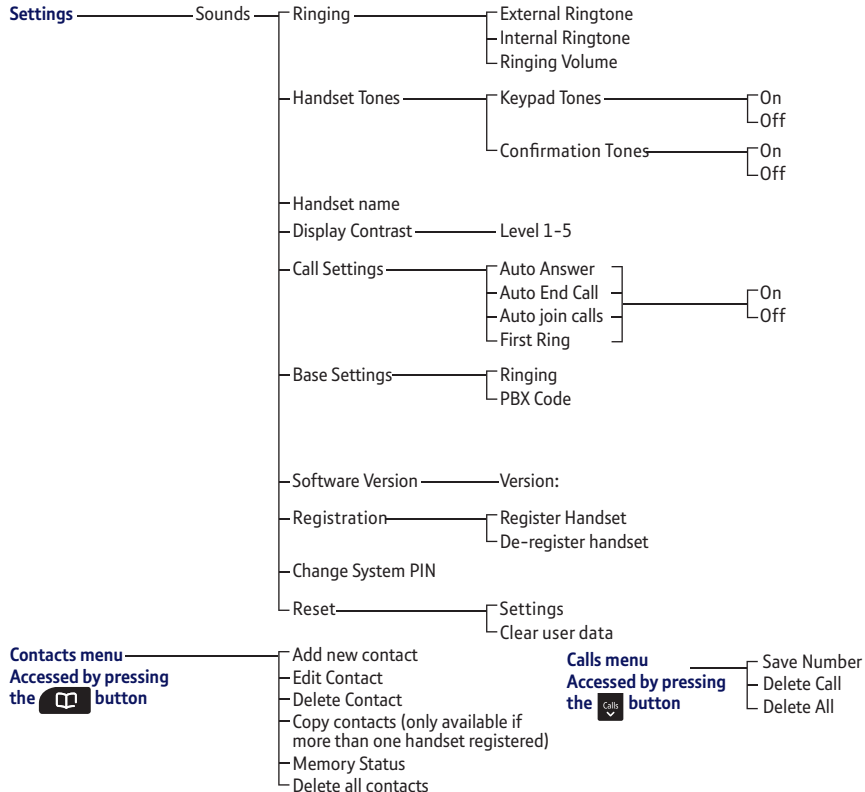 Settings Sounds Ringing External Ringtone
Internal Ringtone
Ringing Volume
Handset Tones Keypad Tones On
Off
Confirmation Tones On
Off
Handset name
Display Contrast Level 1-5
Call Settings Auto Answer
Auto End Call On
Auto join calls Off
First Ring
Base Settings Ringing
PBX Code
Software Version Version:
Registration Register Handset
De-register handset
Change System PIN
Reset Settings
Clear user data
Contacts menu
Accessed by pressing
the button
Add new contact
Edit Contact
Delete Contact
Copy contacts (only available if
more than one handset registered)
Memory Status
Delete all contacts
Calls menu
Accessed by pressing
the Calls button
Save Number
Delete Call
Delete All